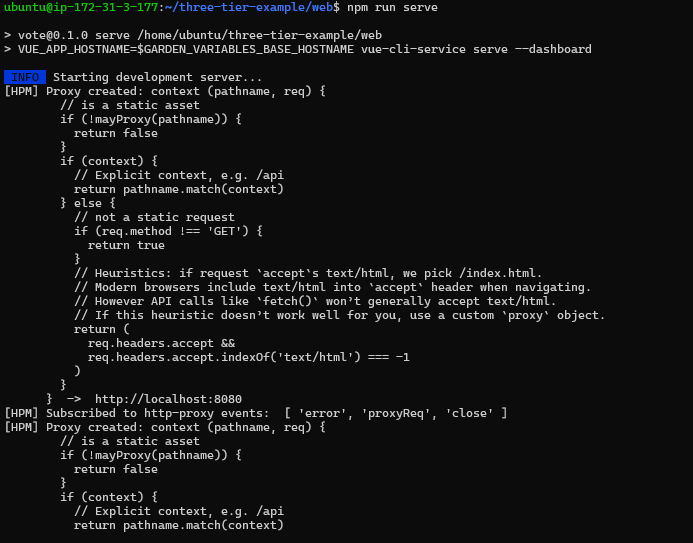 ubuntu@ip-172-31-3-177:~/three-tier-example/web$ npm run serve
> vote@0.1.0 serve /home/ubuntu/three-tier-example/web
> VUE_APP_HOSTNAME=$GARDEN_VARIABLES_BASE_HOSTNAME vue-cli-service serve --dashboard
INFO Starting development server...
[HPM] Proxy created: context (pathname, req) {
// is a static asset
if (!mayProxy(pathname)) {
return false
}
if (context) {
// Explicit context, e.g. /api
return pathname.match(context)
} else {
// not a static request
if (req.method !== 'GET') {
return true
}
// Heuristics: if request `accept`s text/html, we pick /index.html.
// Modern browsers include text/html into `accept` header when navigating.
// However API calls like `fetch()` won’t generally accept text/html.
// If this heuristic doesn’t work well for you, use a custom `proxy` object.
return (
req.headers.accept &&
req.headers.accept.indexOf('text/html') === -1
)
}
} -> http://localhost:8080
[HPM] Subscribed to http-proxy events: [ 'error', 'proxyReq', 'close' ]
[HPM] Proxy created: context (pathname, req) {
// is a static asset
if (!mayProxy(pathname)) {
return false
}
if (context) {
// Explicit context, e.g. /api
return pathname.match(context)